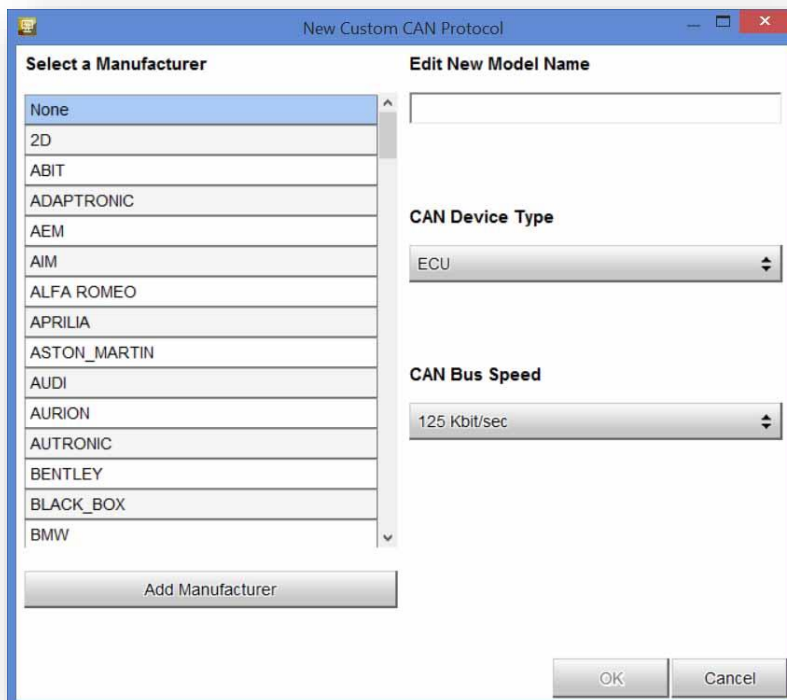 New Custom CAN Protocol
Select a Manufacturer
None
2D
ABIT
ADAPTRONIC
AEM
AIM
ALFA ROMEO
APRILIA
ASTON_MARTIN
AUDI
AURION
AUTRONIC
BENTLEY
BLACK_BOX
BMW
Add Manufacturer
Edit New Model Name
CAN Device Type
ECU
CAN Bus Speed
125 Kbit/sec
OK
Cancel